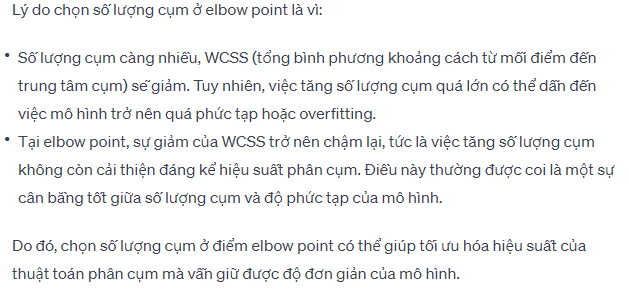 Lý do chọn số lượng cụm ở elbow point là vì:
• Số lượng cụm càng nhiều, WCSS (tổng bình phương khoảng cách từ mỗi điểm đến
trung tâm cụm) sẽ giảm. Tuy nhiên, việc tăng số lượng cụm quá lớn có thể dẫn đến
việc mô hình trở nên quá phức tạp hoặc overfitting.
• Tại elbow point, sự giảm của WCSS trở nên chậm lại, tức là việc tăng số lượng cụm
không còn cải thiện đáng kể hiệu suất phân cụm. Điều này thường được coi là một sự
cân bằng tốt giữa số lượng cụm và độ phức tạp của mô hình.
Do đó, chọn số lượng cụm ở điểm elbow point có thể giúp tối ưu hóa hiệu suất của
thuật toán phân cụm mà vẫn giữ được độ đơn giản của mô hình.